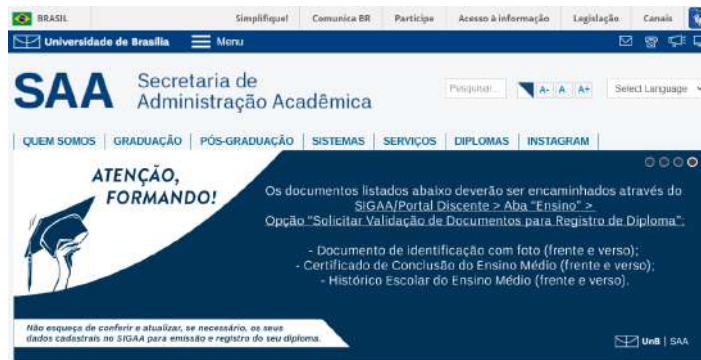 BRASIL Simplifique! Comunica BR Participe Acesso à informação Legislação Canais
Universidade de Brasília Menu
SAA Secretaria de Administração Acadêmica
Pesquisar... A- A A+ Select Language
QUEM SOMOS GRADUAÇÃO PÓS-GRADUAÇÃO SISTEMAS SERVIÇOS DIPLOMAS INSTAGRAM
ATENÇÃO,
FORMANDO!
Os documentos listados abaixo deverão ser encaminhados através do
SIGAA/Portal Discente > Aba "Ensino" >
Opção "Solicitar Validação de Documentos para Registro de Diploma":
- Documento de identificação com foto (frente e verso);
- Certificado de Conclusão do Ensino Médio (frente e verso);
- Histórico Escolar do Ensino Médio (frente e verso).
Não esqueça de conferir e atualizar, se necessário, os seus
dados cadastrais no SIGAA para emissão e registro do seu diploma.
UnB | SAA